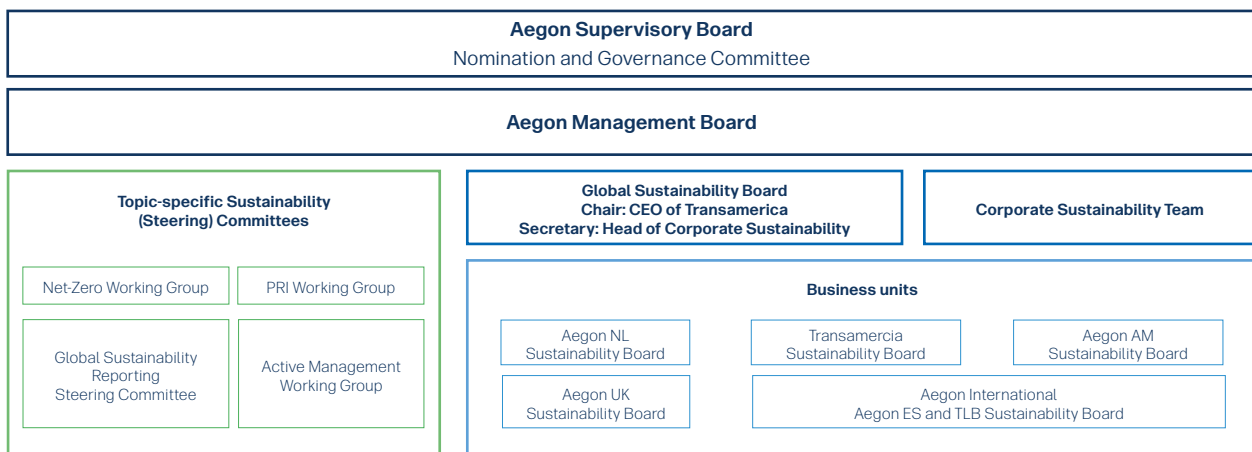 Aegon Supervisory Board
Nomination and Governance Committee
Aegon Management Board
Topic-specific Sustainability
(Steering) Committees
Net-Zero Working Group
PRI Working Group
Global Sustainability
Reporting
Steering Committee
Active Management
Working Group
Global Sustainability Board
Chair: CEO of Transamerica
Secretary: Head of Corporate Sustainability
Corporate Sustainability Team
Business units
Aegon NL
Sustainability Board
Transamercia
Sustainability Board
Aegon AM
Sustainability Board
Aegon UK
Sustainability Board
Aegon International
Aegon ES and TLB Sustainability Board